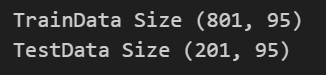 TrainData Size (801, 95)
TestData Size (201, 95)